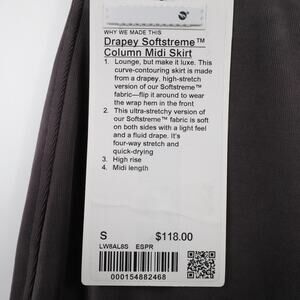 WHY WE MADE THIS
Drapey Softstreme™
Column Midi Skirt
1. Lounge, but make it luxe. This
curve-contouring skirt is made
from a drapey, high-stretch
version of our Softstreme™
fabric—flip it around to wear
the wrap hem in the front
2. This ultra-stretchy version of
our Softstreme™ fabric is soft
on both sides with a light feel
and a fluid drape. It's
four-way stretch and
quick-drying
3. High rise
4. Midi length
S $118.00
LW8AL8S ESPR
000154882468